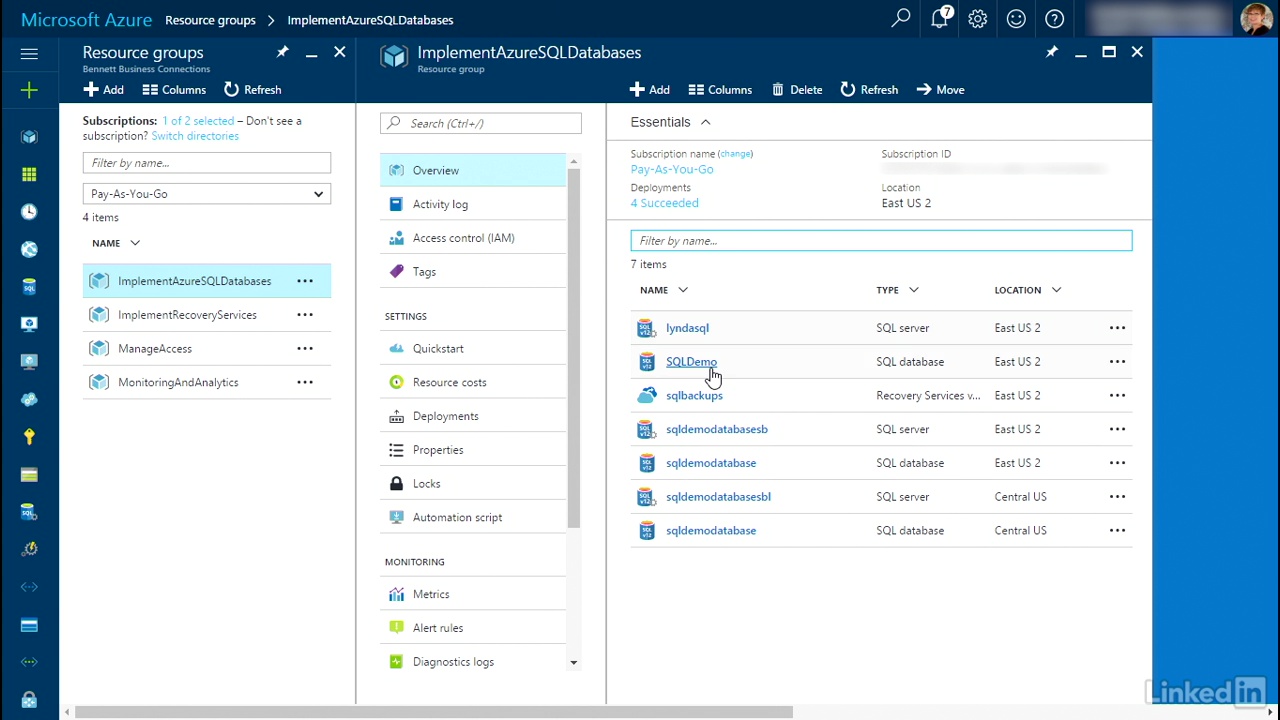 Microsoft Azure Resource groups > ImplementAzureSQLDatabases
7
Resource groups
Bennett Business Connections
Add Columns Refresh
Subscriptions: 1 of 2 selected – Don't see a
subscription? Switch directories
Filter by name...
Pay-As-You-Go
4 items
NAME
ImplementAzureSQLDatabases
ImplementRecoveryServices
ManageAccess
MonitoringAndAnalytics
ImplementAzureSQLDatabases
Resource group
Search (Ctrl+/)
Overview
Activity log
Access control (IAM)
Tags
SETTINGS
Quickstart
Resource costs
Deployments
Properties
Locks
Automation script
MONITORING
Metrics
Alert rules
Diagnostics logs
Add Columns Delete Refresh Move
Essentials
Subscription name (change) Subscription ID
Pay-As-You-Go
Deployments Location
4 Succeeded East US 2
Filter by name...
7 items
NAME TYPE LOCATION
lyndasql SQL server East US 2
SQLDemo SQL database East US 2
sqlbackups Recovery Services v... East US 2
sqldemodatabasesb SQL server East US 2
sqldemodatabase SQL database East US 2
sqldemodatabasesbl SQL server Central US
sqldemodatabase SQL database Central US
LinkedIn